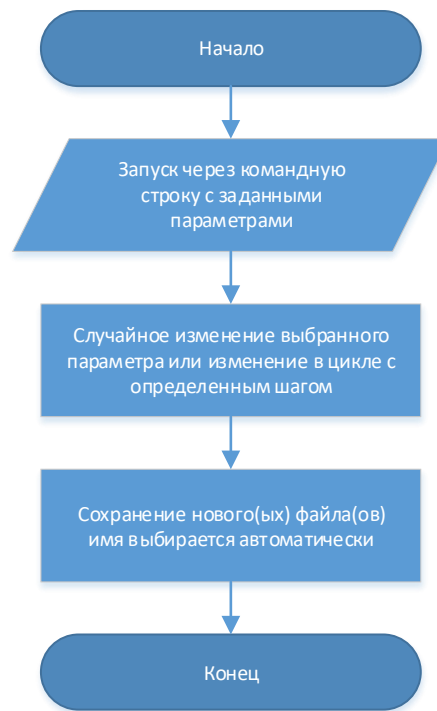 Начало
Запуск через командную
строку с заданными
параметрами
Случайное изменение выбранного
параметра или изменение в цикле с
определенным шагом
Сохранение нового(ых) файла(ов)
имя выбирается автоматически
Конец